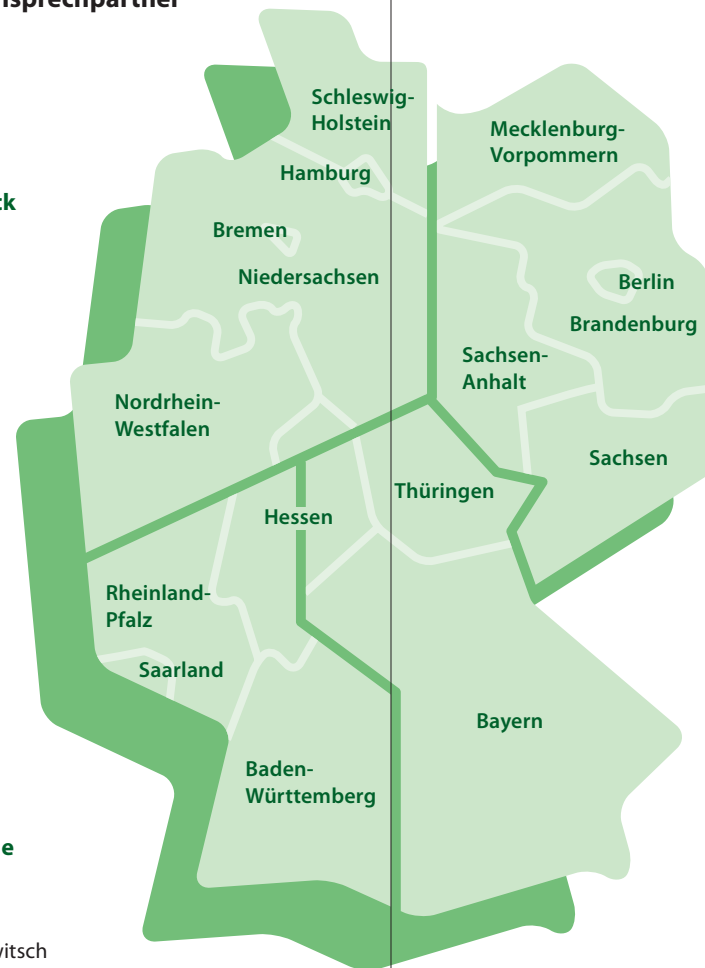 Schleswig-
Holstein
Mecklenburg-
Vorpommern
Hamburg
Bremen
Niedersachsen
Berlin
Brandenburg
Sachsen-
Anhalt
Nordrhein-
Westfalen
Sachsen
Thüringen
Hessen
Rheinland-
Pfalz
Saarland
Bayern
Baden-
Württemberg